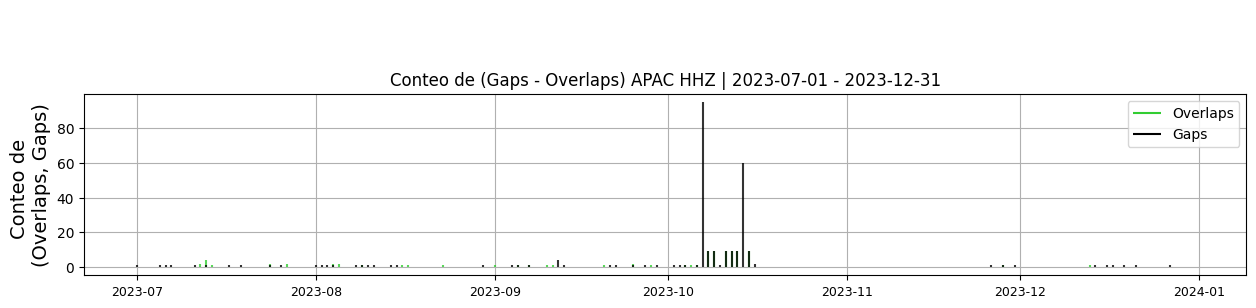 Conteo de (Gaps - Overlaps) APAC HHZ | 2023-07-01 - 2023-12-31
Conteo de
(Overlaps, Gaps)
80
60
40
20
0
Overlaps
Gaps
2023-07
2023-08
2023-09
2023-10
2023-11
2023-12
2024-01